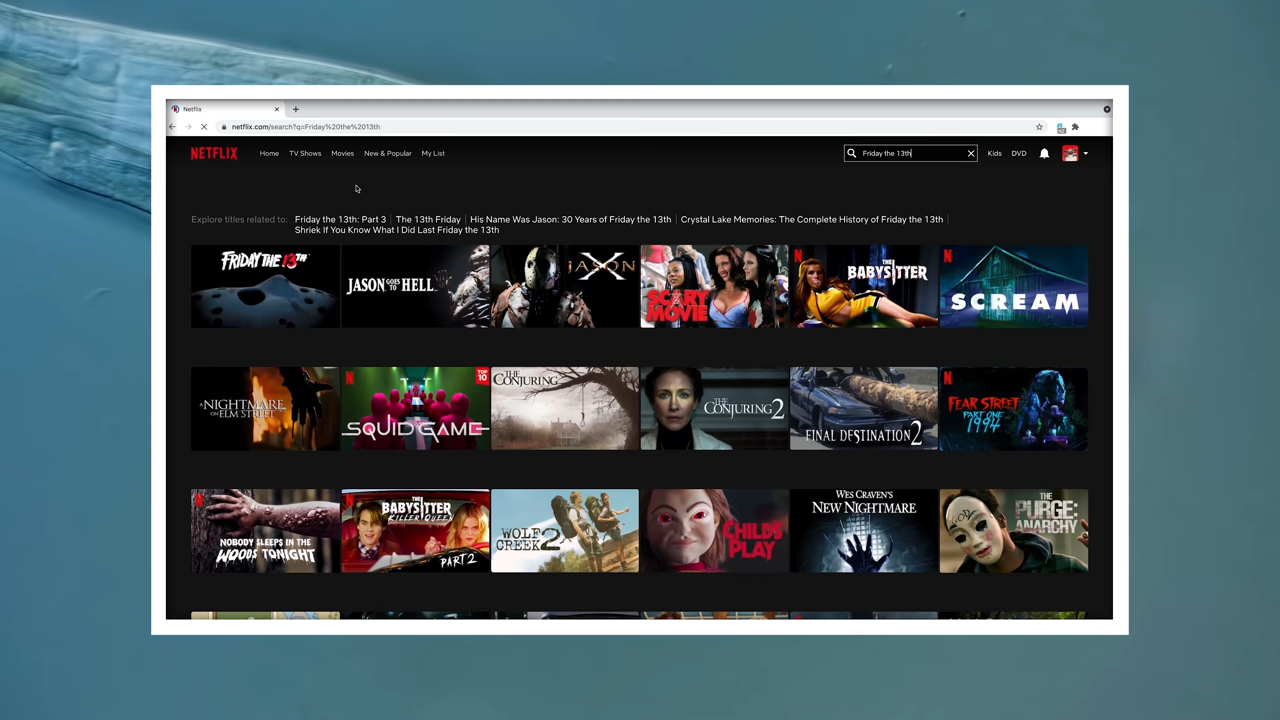 Netflix
netflix.com/search?q=Friday%20the%2013th
NETFLIX
Home TV Shows Movies New & Popular My List
Friday the 13th
Kids DVD
Explore titles related to: Friday the 13th: Part 3 | The 13th Friday | His Name Was Jason: 30 Years of Friday the 13th | Crystal Lake Memories: The Complete History of Friday the 13th |
Shriek If You Know What I Did Last Friday the 13th
FRIDAY THE 13TH
JASON GOES TO HELL
JASON X
SCARY MOVIE
N THE BABYSITTER
N SCREAM
A NIGHTMARE ON ELM STREET
N SQUID GAME TOP 10
THE CONJURING
THE CONJURING 2
FINAL DESTINATION 2
N FEAR STREET PART ONE 1994
N NOBODY SLEEPS IN THE WOODS TONIGHT
N THE BABYSITTER KILLER QUEEN PART 2
WOLF CREEK 2
CHILD'S PLAY
WES CRAVEN'S NEW NIGHTMARE
GOD THE PURGE: ANARCHY